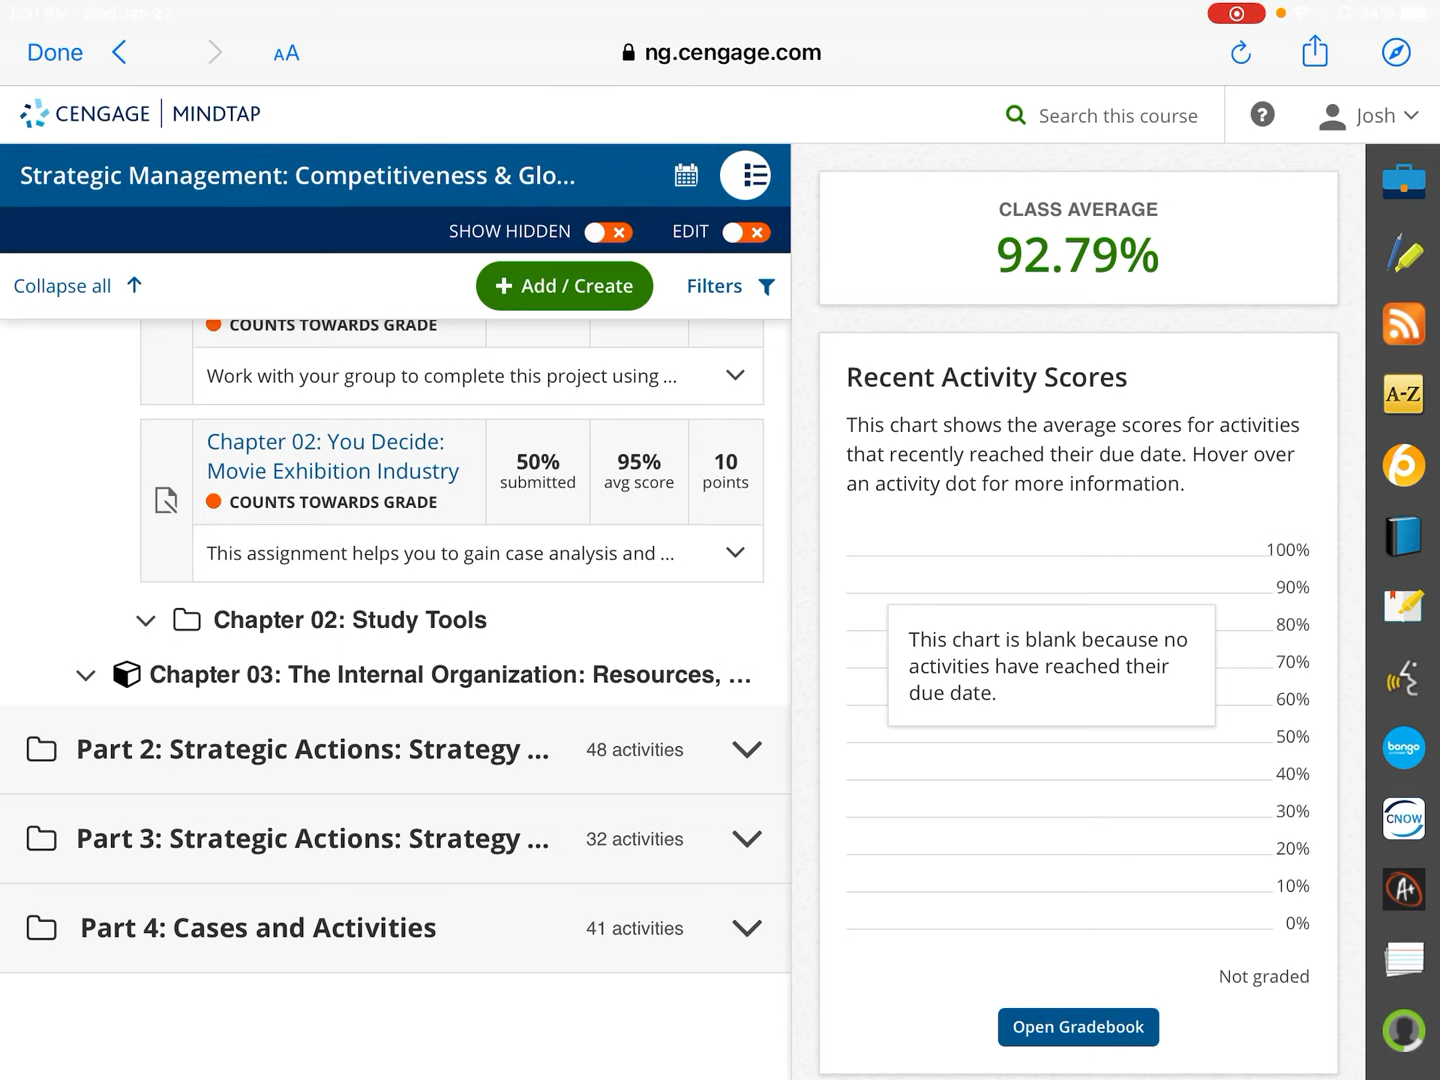 7:31 PM Wed Jan 27
94%
Done
AA
ng.cengage.com
CENGAGE | MINDTAP
Search this course
?
Josh
Strategic Management: Competitiveness & Glo...
SHOW HIDDEN
EDIT
Collapse all
+ Add / Create
Filters
COUNTS TOWARDS GRADE
Work with your group to complete this project using ...
Chapter 02: You Decide:
Movie Exhibition Industry
COUNTS TOWARDS GRADE
50%
submitted
95%
avg score
10
points
This assignment helps you to gain case analysis and ...
Chapter 02: Study Tools
Chapter 03: The Internal Organization: Resources, ...
Part 2: Strategic Actions: Strategy ...
48 activities
Part 3: Strategic Actions: Strategy ...
32 activities
Part 4: Cases and Activities
41 activities
CLASS AVERAGE
92.79%
Recent Activity Scores
This chart shows the average scores for activities
that recently reached their due date. Hover over
an activity dot for more information.
100%
90%
80%
70%
60%
50%
40%
30%
20%
10%
0%
This chart is blank because no
activities have reached their
due date.
Not graded
Open Gradebook
A-Z
bongo
CNOW
A+